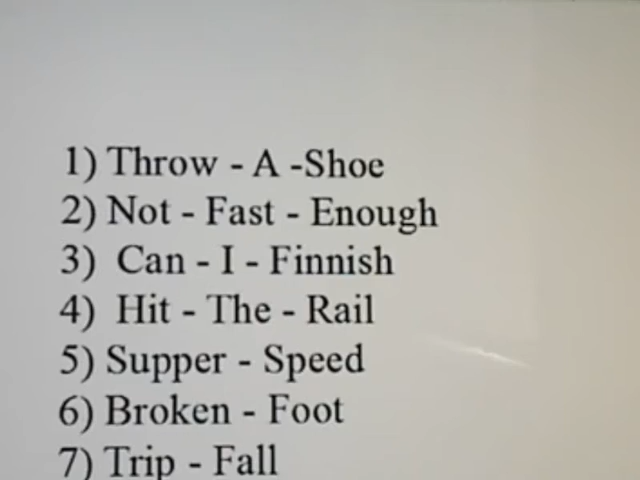 1) Throw - A -Shoe
2) Not - Fast - Enough
3) Can - I - Finnish
4) Hit - The - Rail
5) Supper - Speed
6) Broken - Foot
7) Trip - Fall